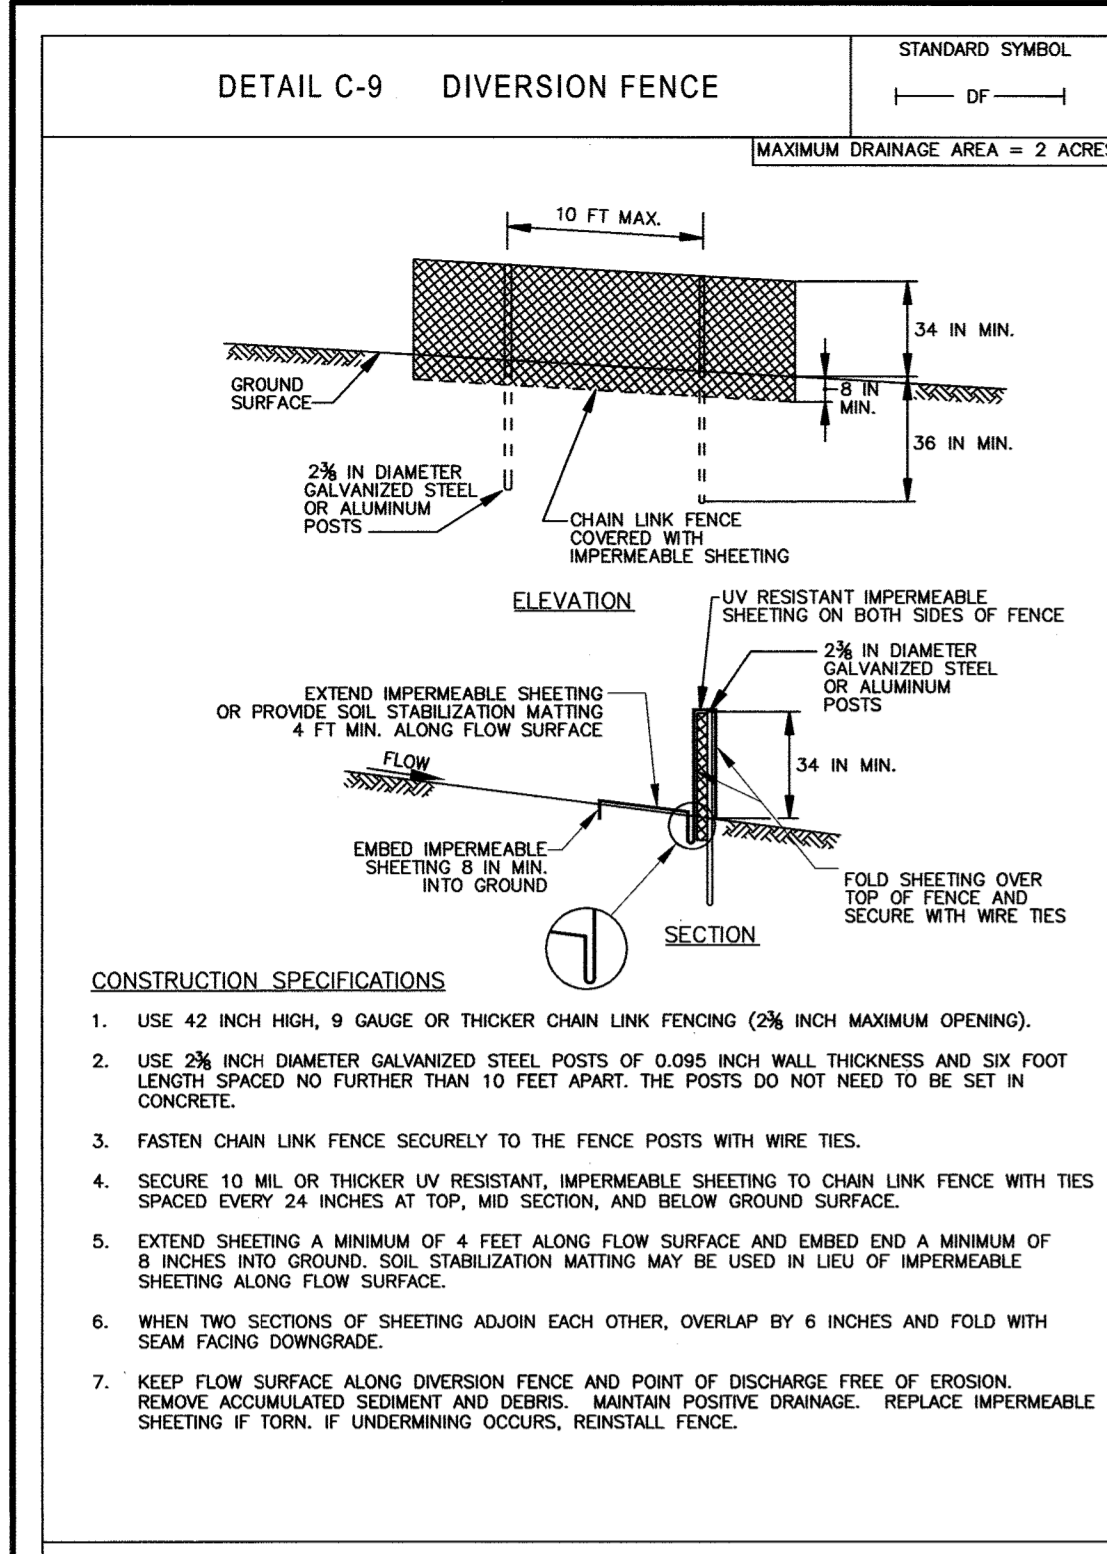 DETAIL C-9 DIVERSION FENCE
STANDARD SYMBOL
DF
MAXIMUM DRAINAGE AREA = 2 ACRES
10 FT MAX.
34 IN MIN.
GROUND
SURFACE
8 IN
MIN.
36 IN MIN.
2⅜ IN DIAMETER
GALVANIZED STEEL
OR ALUMINUM
POSTS
CHAIN LINK FENCE
COVERED WITH
IMPERMEABLE SHEETING
ELEVATION
UV RESISTANT IMPERMEABLE
SHEETING ON BOTH SIDES OF FENCE
2⅜ IN DIAMETER
GALVANIZED STEEL
OR ALUMINUM
POSTS
EXTEND IMPERMEABLE SHEETING
OR PROVIDE SOIL STABILIZATION MATTING
4 FT MIN. ALONG FLOW SURFACE
FLOW
34 IN MIN.
EMBED IMPERMEABLE
SHEETING 8 IN MIN.
INTO GROUND
FOLD SHEETING OVER
TOP OF FENCE AND
SECURE WITH WIRE TIES
SECTION
CONSTRUCTION SPECIFICATIONS
1. USE 42 INCH HIGH, 9 GAUGE OR THICKER CHAIN LINK FENCING (2⅜ INCH MAXIMUM OPENING).
2. USE 2⅜ INCH DIAMETER GALVANIZED STEEL POSTS OF 0.095 INCH WALL THICKNESS AND SIX FOOT
LENGTH SPACED NO FURTHER THAN 10 FEET APART. THE POSTS DO NOT NEED TO BE SET IN
CONCRETE.
3. FASTEN CHAIN LINK FENCE SECURELY TO THE FENCE POSTS WITH WIRE TIES.
4. SECURE 10 MIL OR THICKER UV RESISTANT, IMPERMEABLE SHEETING TO CHAIN LINK FENCE WITH TIES
SPACED EVERY 24 INCHES AT TOP, MID SECTION, AND BELOW GROUND SURFACE.
5. EXTEND SHEETING A MINIMUM OF 4 FEET ALONG FLOW SURFACE AND EMBED END A MINIMUM OF
8 INCHES INTO GROUND. SOIL STABILIZATION MATTING MAY BE USED IN LIEU OF IMPERMEABLE
SHEETING ALONG FLOW SURFACE.
6. WHEN TWO SECTIONS OF SHEETING ADJOIN EACH OTHER, OVERLAP BY 6 INCHES AND FOLD WITH
SEAM FACING DOWNGRADE.
7. KEEP FLOW SURFACE ALONG DIVERSION FENCE AND POINT OF DISCHARGE FREE OF EROSION.
REMOVE ACCUMULATED SEDIMENT AND DEBRIS. MAINTAIN POSITIVE DRAINAGE. REPLACE IMPERMEABLE
SHEETING IF TORN. IF UNDERMINING OCCURS, REINSTALL FENCE.